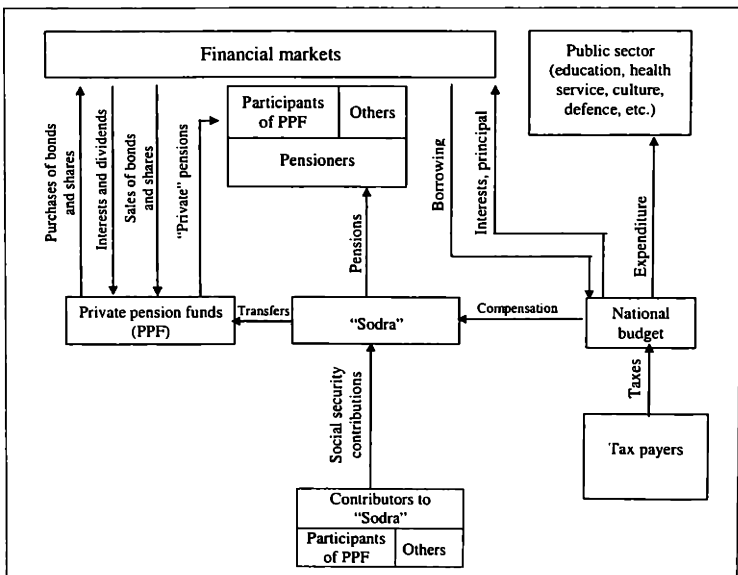 Financial markets
Public sector
(education, health
service, culture,
defence, etc.)
Participants
of PPF
Others
Pensioners
Purchases of bonds
and shares
Interests and dividends
Sales of bonds
and shares
“Private” pensions
Pensions
Borrowing
Interests, principal
Expenditure
Private pension funds
(PPF)
Transfers
“Sodra”
Compensation
National
budget
Social security
contributions
Taxes
Tax payers
Contributors to
“Sodra”
Participants
of PPF
Others